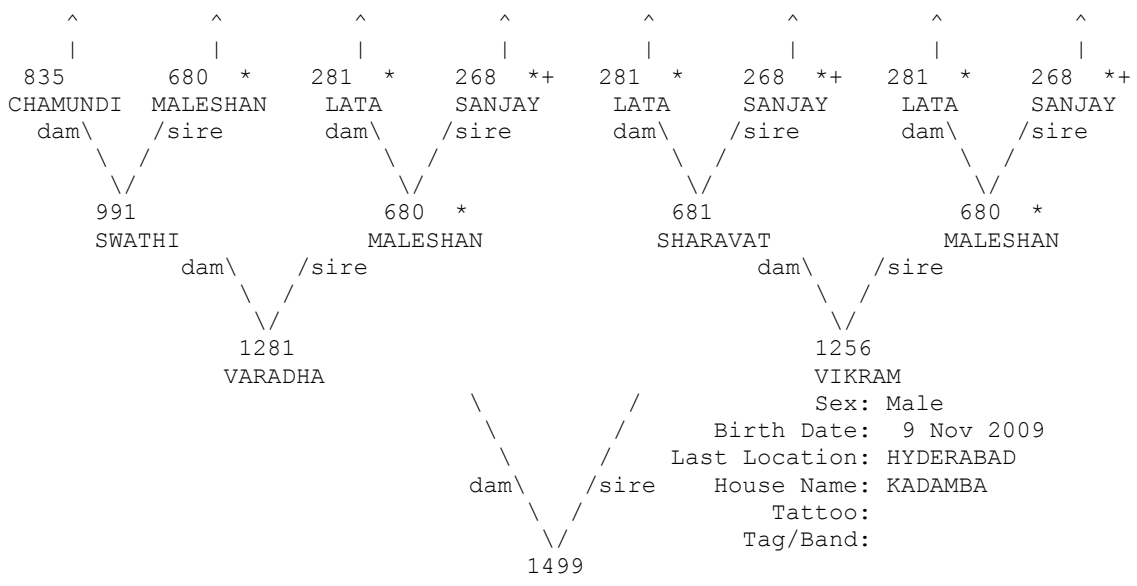 ^ ^ ^ ^ ^ ^ ^ ^
| | | | | | | |
835 680 * 281 * 268 *+ 281 * 268 *+ 281 * 268 *+
CHAMUNDI MALESHAN LATA SANJAY LATA SANJAY LATA SANJAY
dam\ /sire dam\ /sire dam\ /sire dam\ /sire
\ / \ / \ / \ /
\/ \/ \/ \/
991 680 * 681 680 *
SWATHI MALESHAN SHARAVAT MALESHAN
dam\ /sire dam\ /sire
\ / \ /
\/ \/
1281 1256
VARADHA VIKRAM
\ / Sex: Male
\ / Birth Date: 9 Nov 2009
\ / Last Location: HYDERABAD
dam\ /sire House Name: KADAMBA
\ / Tattoo:
\/ Tag/Band:
1499